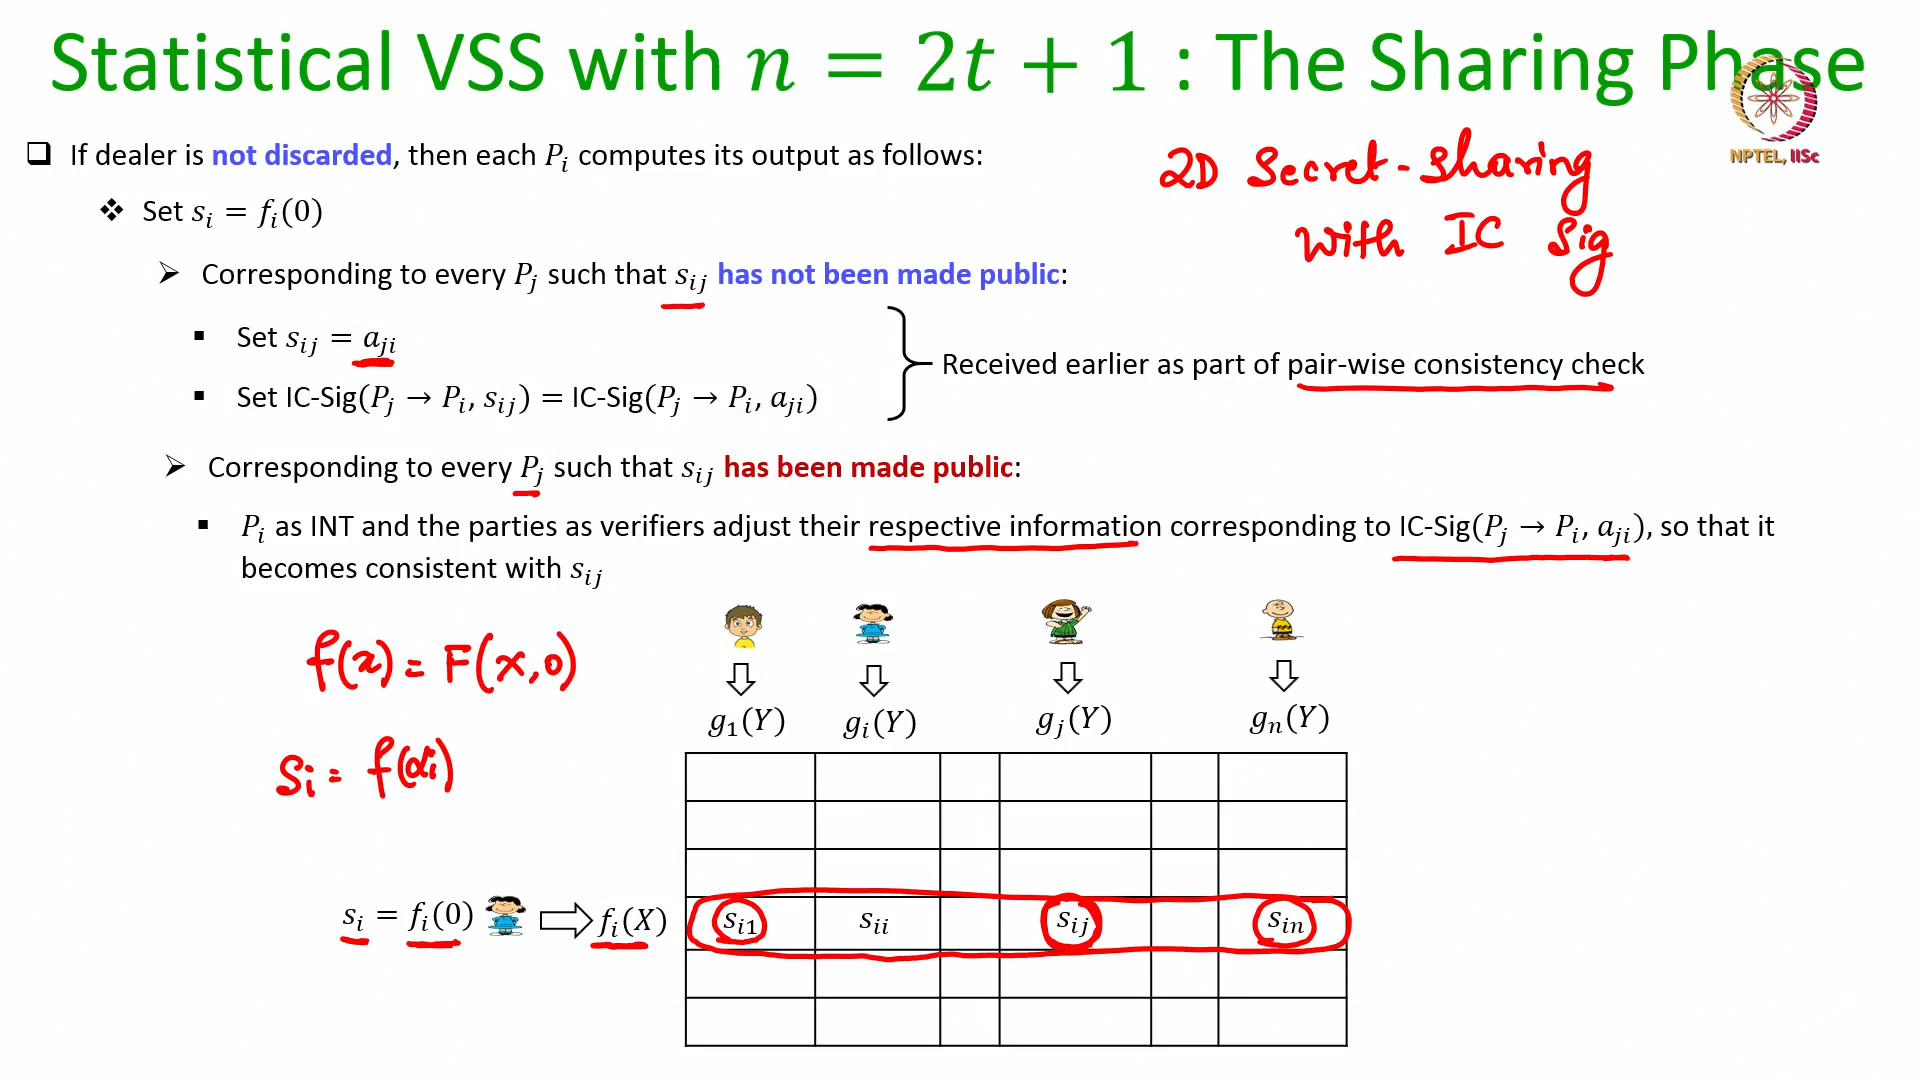 Statistical VSS with n = 2t + 1 : The Sharing Phase
NPTEL, IISc
❑ If dealer is not discarded, then each P_i computes its output as follows:
2D Secret-Sharing
With IC Sig
❖ Set s_i = f_i(0)
➢ Corresponding to every P_j such that s_ij has not been made public:
▪ Set s_ij = a_ji
▪ Set IC-Sig(P_j → P_i, s_ij) = IC-Sig(P_j → P_i, a_ji)
Received earlier as part of pair-wise consistency check
➢ Corresponding to every P_j such that s_ij has been made public:
▪ P_i as INT and the parties as verifiers adjust their respective information corresponding to IC-Sig(P_j → P_i, a_ji), so that it
becomes consistent with s_ij
f(x) = F(x,0)
s_i = f(α_i)
g_1(Y) g_i(Y) g_j(Y) g_n(Y)
s_i = f_i(0) ⇒ f_i(X) s_i1 s_ii s_ij s_in